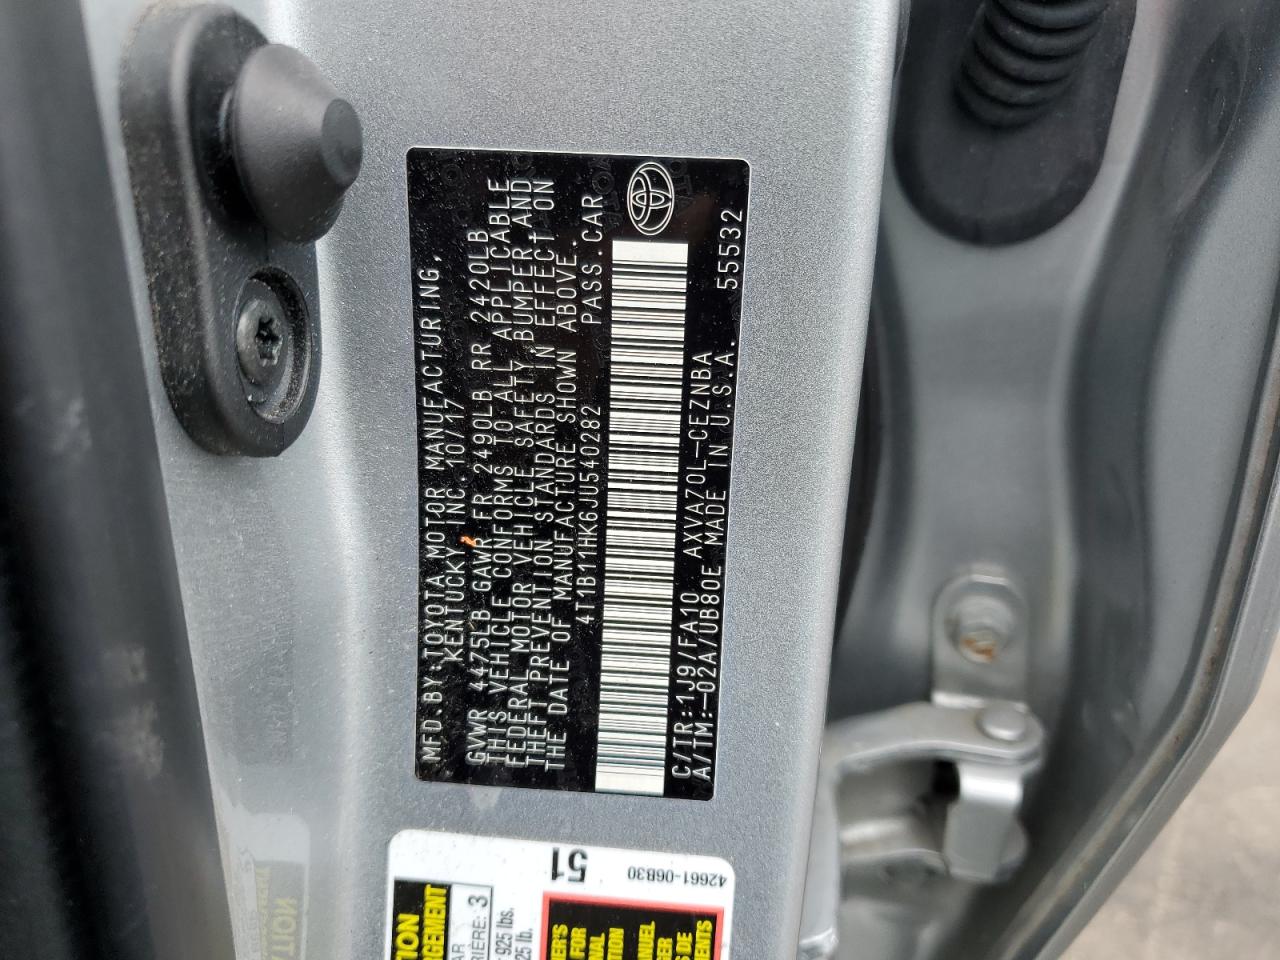 MFD.BY:TOYOTA MOTOR MANUFACTURING,
KENTUCKY INC. 10/17
GVWR 4475LB GAWR FR 2490LB RR 2420LB
THIS VEHICLE CONFORMS TO ALL APPLICABLE
FEDERAL MOTOR VEHICLE SAFETY, BUMPER AND
THEFT PREVENTION STANDARDS IN EFFECT ON
THE DATE OF MANUFACTURE SHOWN ABOVE.
4T1B11HK6JU540282 PASS.CAR
C/TR:1J9/FA10 AXVA70L-CEZNBA
A/TM:-02A/UB80E MADE IN U.S.A. 55532
51
42661-06B30
3
925 lbs.